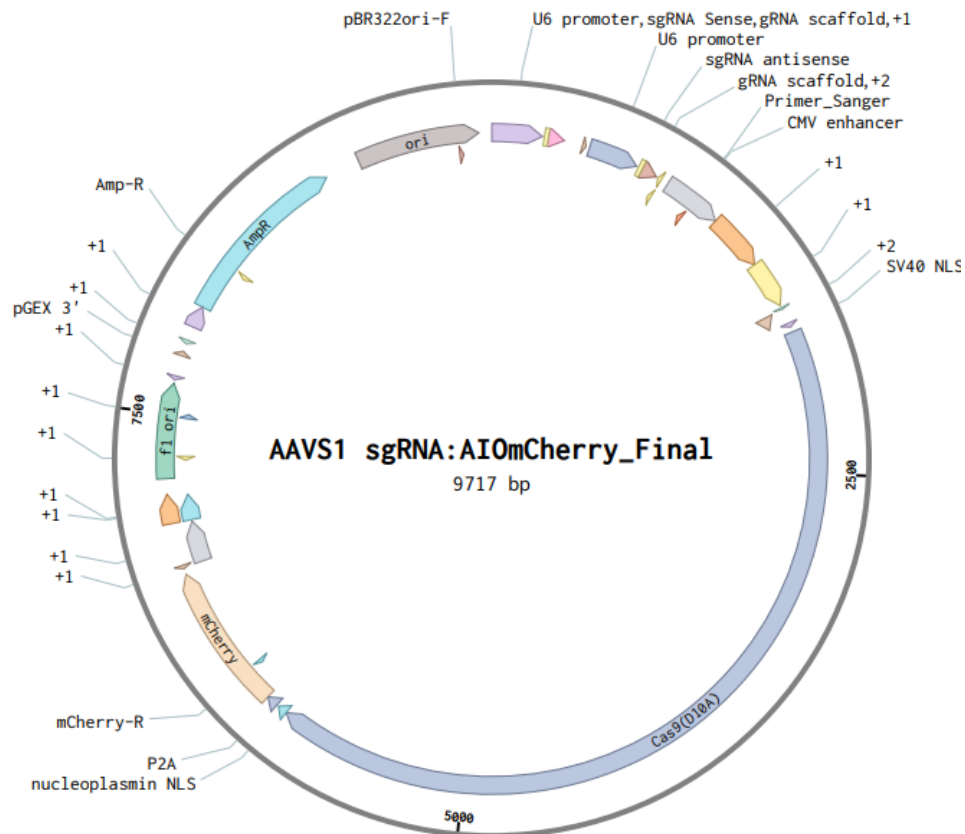 pBR322ori-F
U6 promoter,sgRNA Sense,gRNA scaffold,+1
U6 promoter
sgRNA antisense
gRNA scaffold,+2
Primer_Sanger
CMV enhancer
+1
+1
+2
SV40 NLS
ori
Amp-R
AmpR
+1
+1
pGEX 3'
+1
+1
7500
f1 ori
+1
AAVS1 sgRNA:AIOmCherry_Final
9717 bp
2500
+1
+1
+1
+1
mCherry
Cas9(D10A)
mCherry-R
P2A
nucleoplasmin NLS
5000